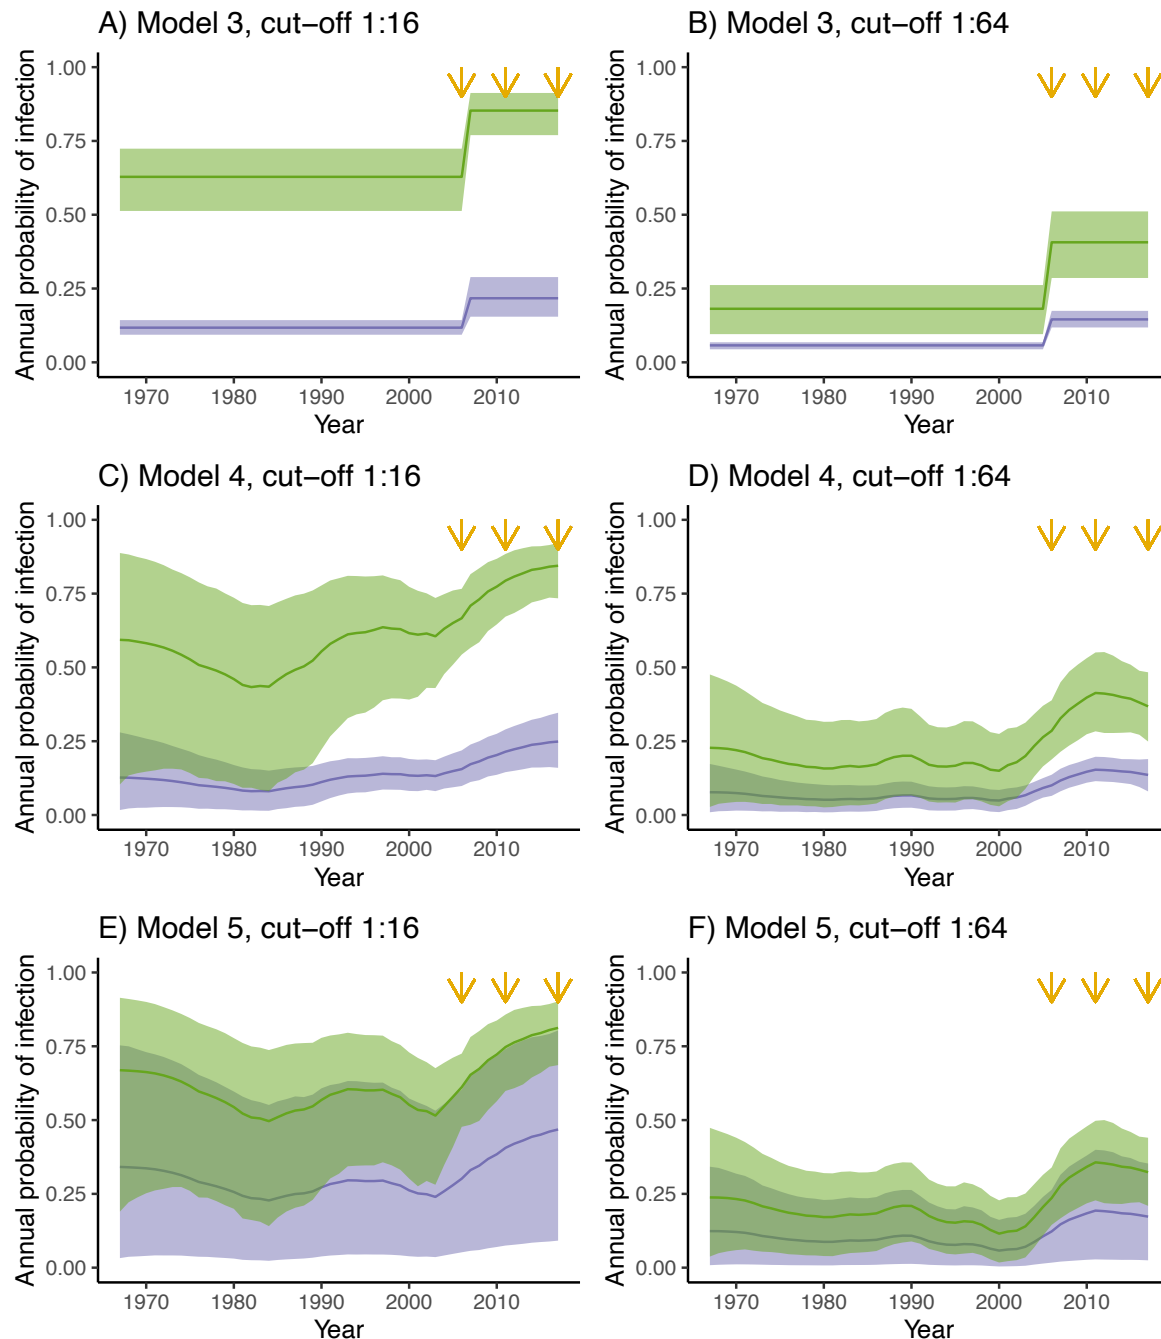 A) Model 3, cut−off 1:16
Annual probability of infection
1.00
0.75
0.50
0.25
0.00
1970 1980 1990 2000 2010
Year
B) Model 3, cut−off 1:64
Annual probability of infection
1.00
0.75
0.50
0.25
0.00
1970 1980 1990 2000 2010
Year
C) Model 4, cut−off 1:16
Annual probability of infection
1.00
0.75
0.50
0.25
0.00
1970 1980 1990 2000 2010
Year
D) Model 4, cut−off 1:64
Annual probability of infection
1.00
0.75
0.50
0.25
0.00
1970 1980 1990 2000 2010
Year
E) Model 5, cut−off 1:16
Annual probability of infection
1.00
0.75
0.50
0.25
0.00
1970 1980 1990 2000 2010
Year
F) Model 5, cut−off 1:64
Annual probability of infection
1.00
0.75
0.50
0.25
0.00
1970 1980 1990 2000 2010
Year